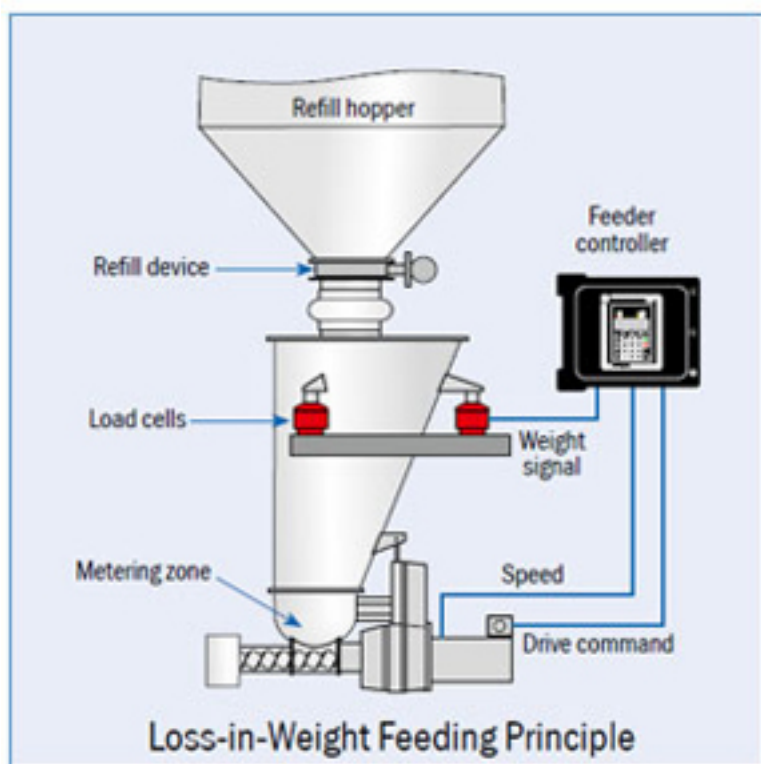 Refill hopper
Feeder
controller
Refill device
Load cells
Weight
signal
Metering zone
Speed
Drive command
Loss-in-Weight Feeding Principle